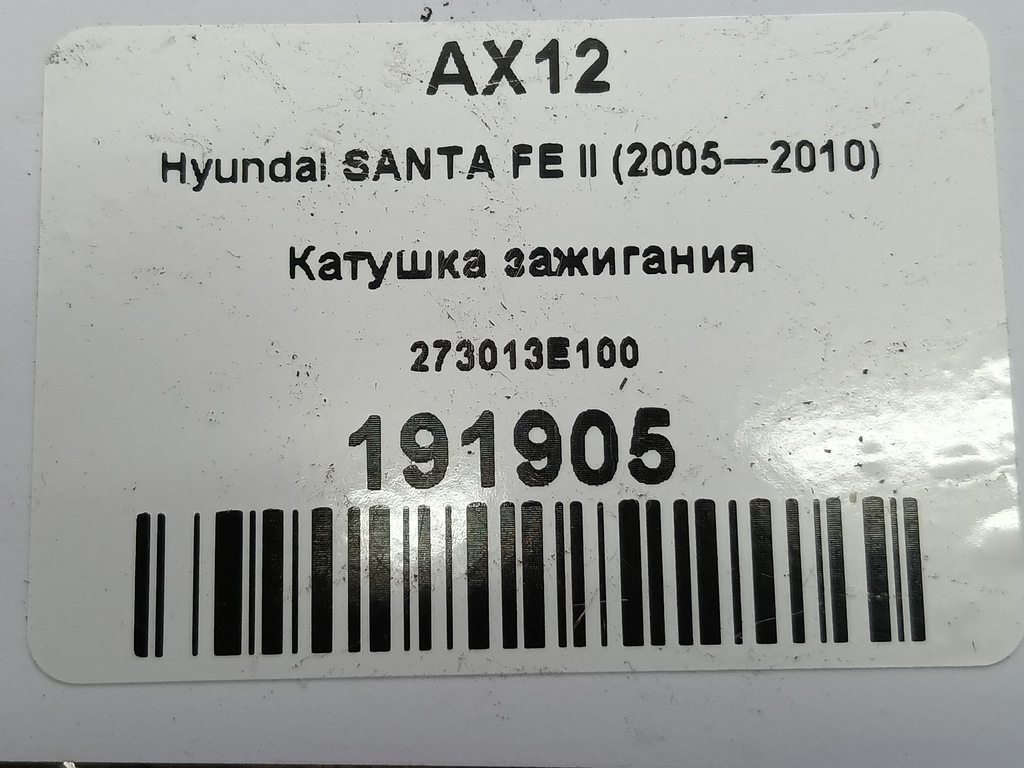 AX12
Hyundai SANTA FE II (2005—2010)
Катушка зажигания
273013E100
191905